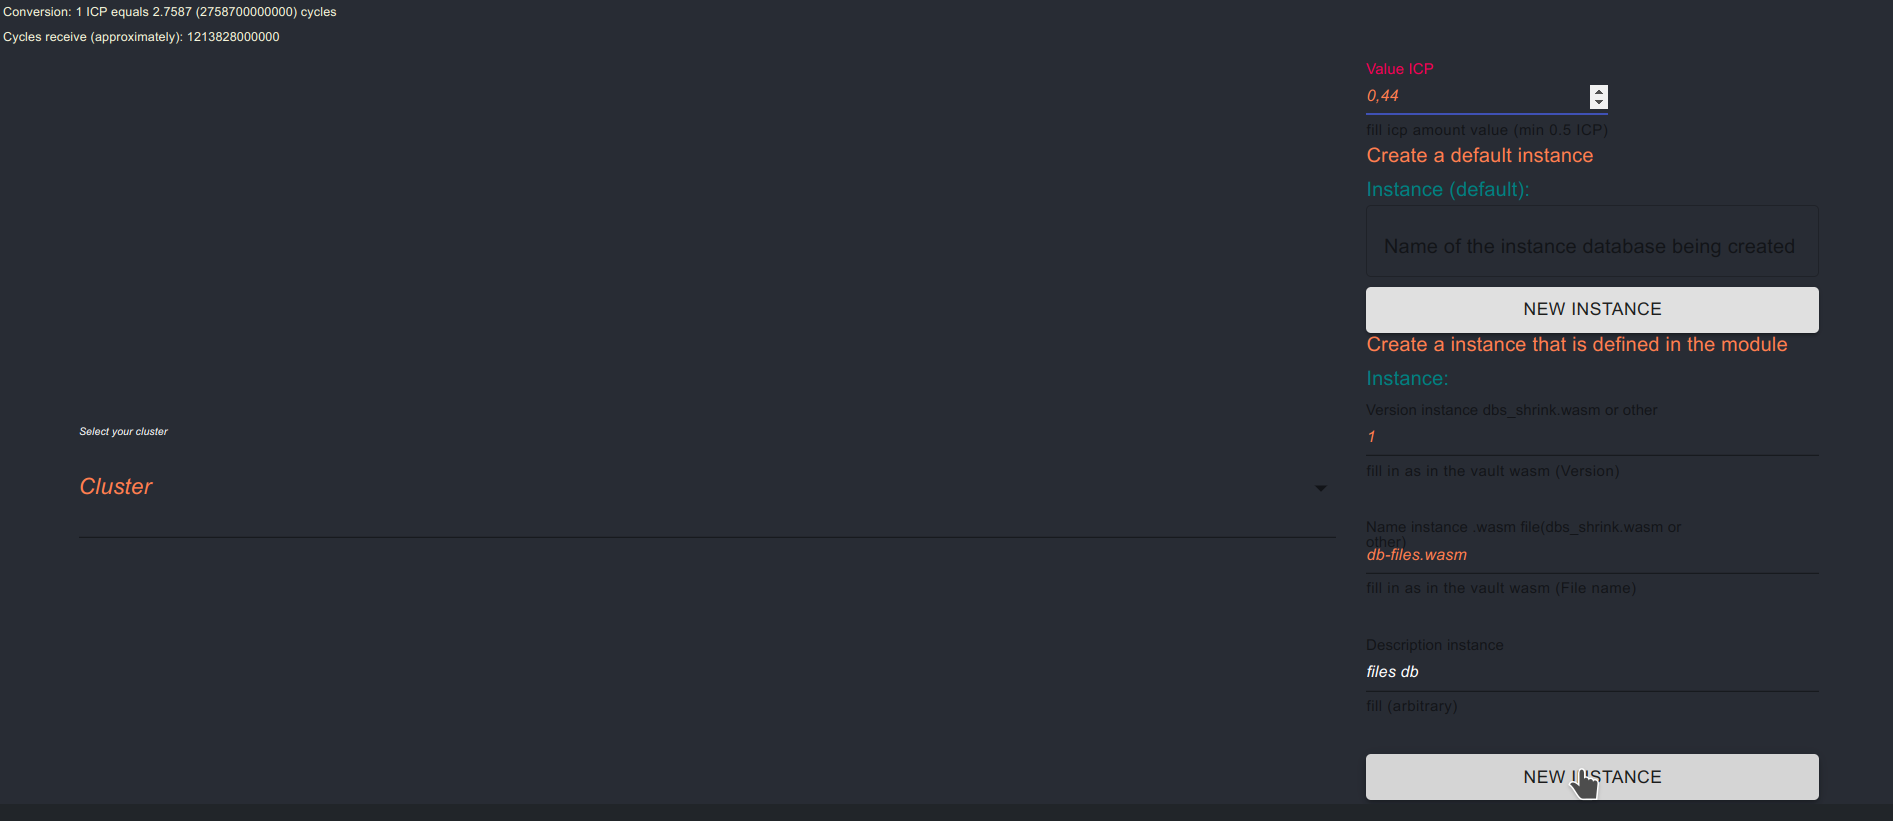 Conversion: 1 ICP equals 2.7587 (2758700000000) cycles
Cycles receive (approximately): 1213828000000
Value ICP
0,44
fill icp amount value (min 0.5 ICP)
Create a default instance
Instance (default):
Name of the instance database being created
NEW INSTANCE
Create a instance that is defined in the module
Instance:
Version instance dbs_shrink.wasm or other
1
fill in as in the vault wasm (Version)
Select your cluster
Cluster
Name instance .wasm file(dbs_shrink.wasm or
other)
db-files.wasm
fill in as in the vault wasm (File name)
Description instance
files db
fill (arbitrary)
NEW INSTANCE